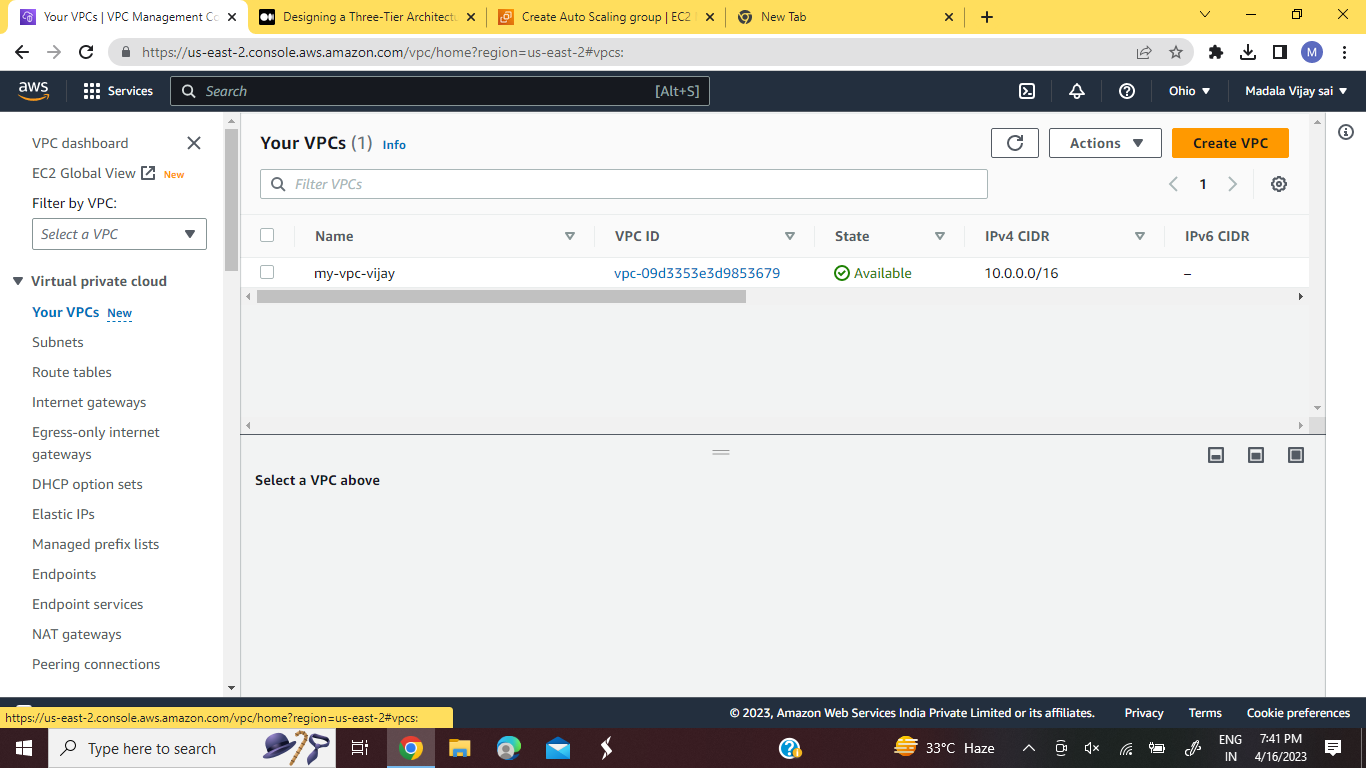 Your VPCs | VPC Management Co
Designing a Three-Tier Architectu
Create Auto Scaling group | EC2
New Tab
https://us-east-2.console.aws.amazon.com/vpc/home?region=us-east-2#vpcs:
M
aws
Services
Search
[Alt+S]
Ohio
Madala Vijay sai
VPC dashboard
EC2 Global View New
Filter by VPC:
Select a VPC
Virtual private cloud
Your VPCs New
Subnets
Route tables
Internet gateways
Egress-only internet
gateways
DHCP option sets
Elastic IPs
Managed prefix lists
Endpoints
Endpoint services
NAT gateways
Peering connections
Your VPCs (1) Info
Actions
Create VPC
Filter VPCs
1
Name VPC ID State IPv4 CIDR IPv6 CIDR
my-vpc-vijay vpc-09d3353e3d9853679 Available 10.0.0.0/16 –
Select a VPC above
https://us-east-2.console.aws.amazon.com/vpc/home?region=us-east-2#vpcs:
© 2023, Amazon Web Services India Private Limited or its affiliates. Privacy Terms Cookie preferences
Type here to search
33°C Haze
ENG
IN
7:41 PM
4/16/2023